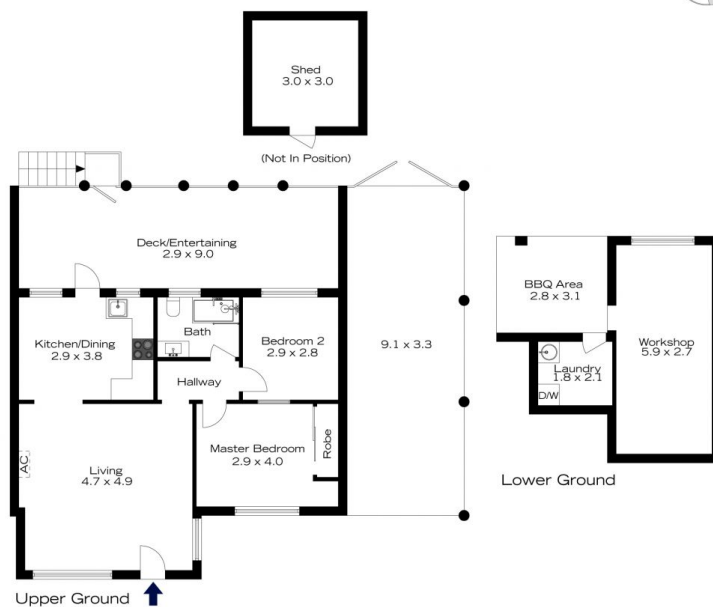 Shed
3.0 x 3.0
(Not In Position)
Deck/Entertaining
2.9 x 9.0
Kitchen/Dining
2.9 x 3.8
Bath
Bedroom 2
2.9 x 2.8
Hallway
Living
4.7 x 4.9
AC
Master Bedroom
2.9 x 4.0
Robe
9.1 x 3.3
Upper Ground
BBQ Area
2.8 x 3.1
Workshop
5.9 x 2.7
Laundry
1.8 x 2.1
D/W
Lower Ground